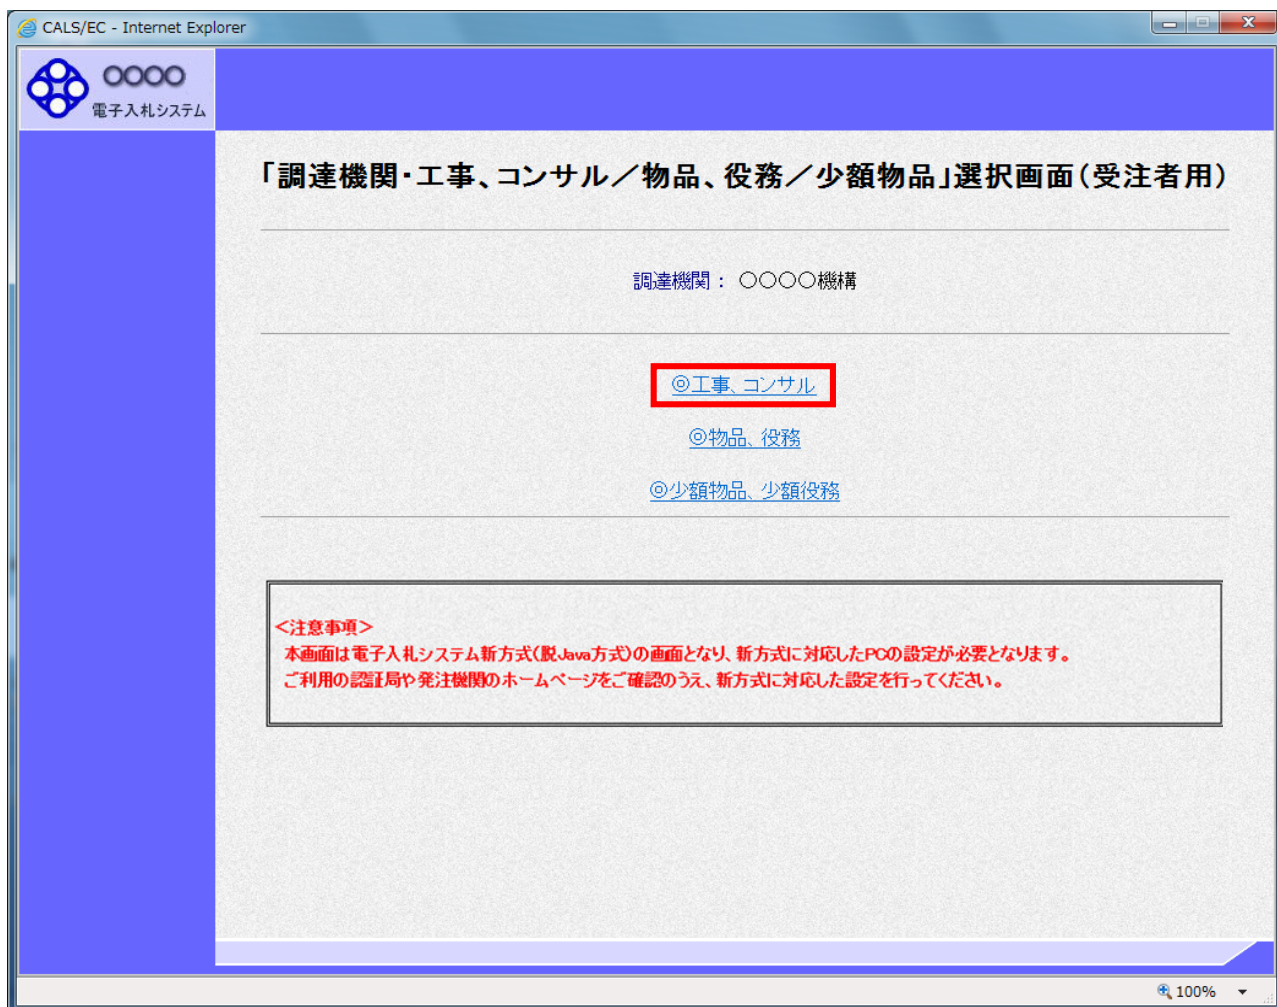 CALS/EC - Internet Explorer
○○○○
電子入札システム
「調達機関・工事、コンサル／物品、役務／少額物品」選択画面（受注者用）
調達機関： ○○○○機構
◎工事、コンサル
◎物品、役務
◎少額物品、少額役務
＜注意事項＞
本画面は電子入札システム新方式(脱Java方式)の画面となり、新方式に対応したPCの設定が必要となります。
ご利用の認証局や発注機関のホームページをご確認のうえ、新方式に対応した設定を行ってください。
100%